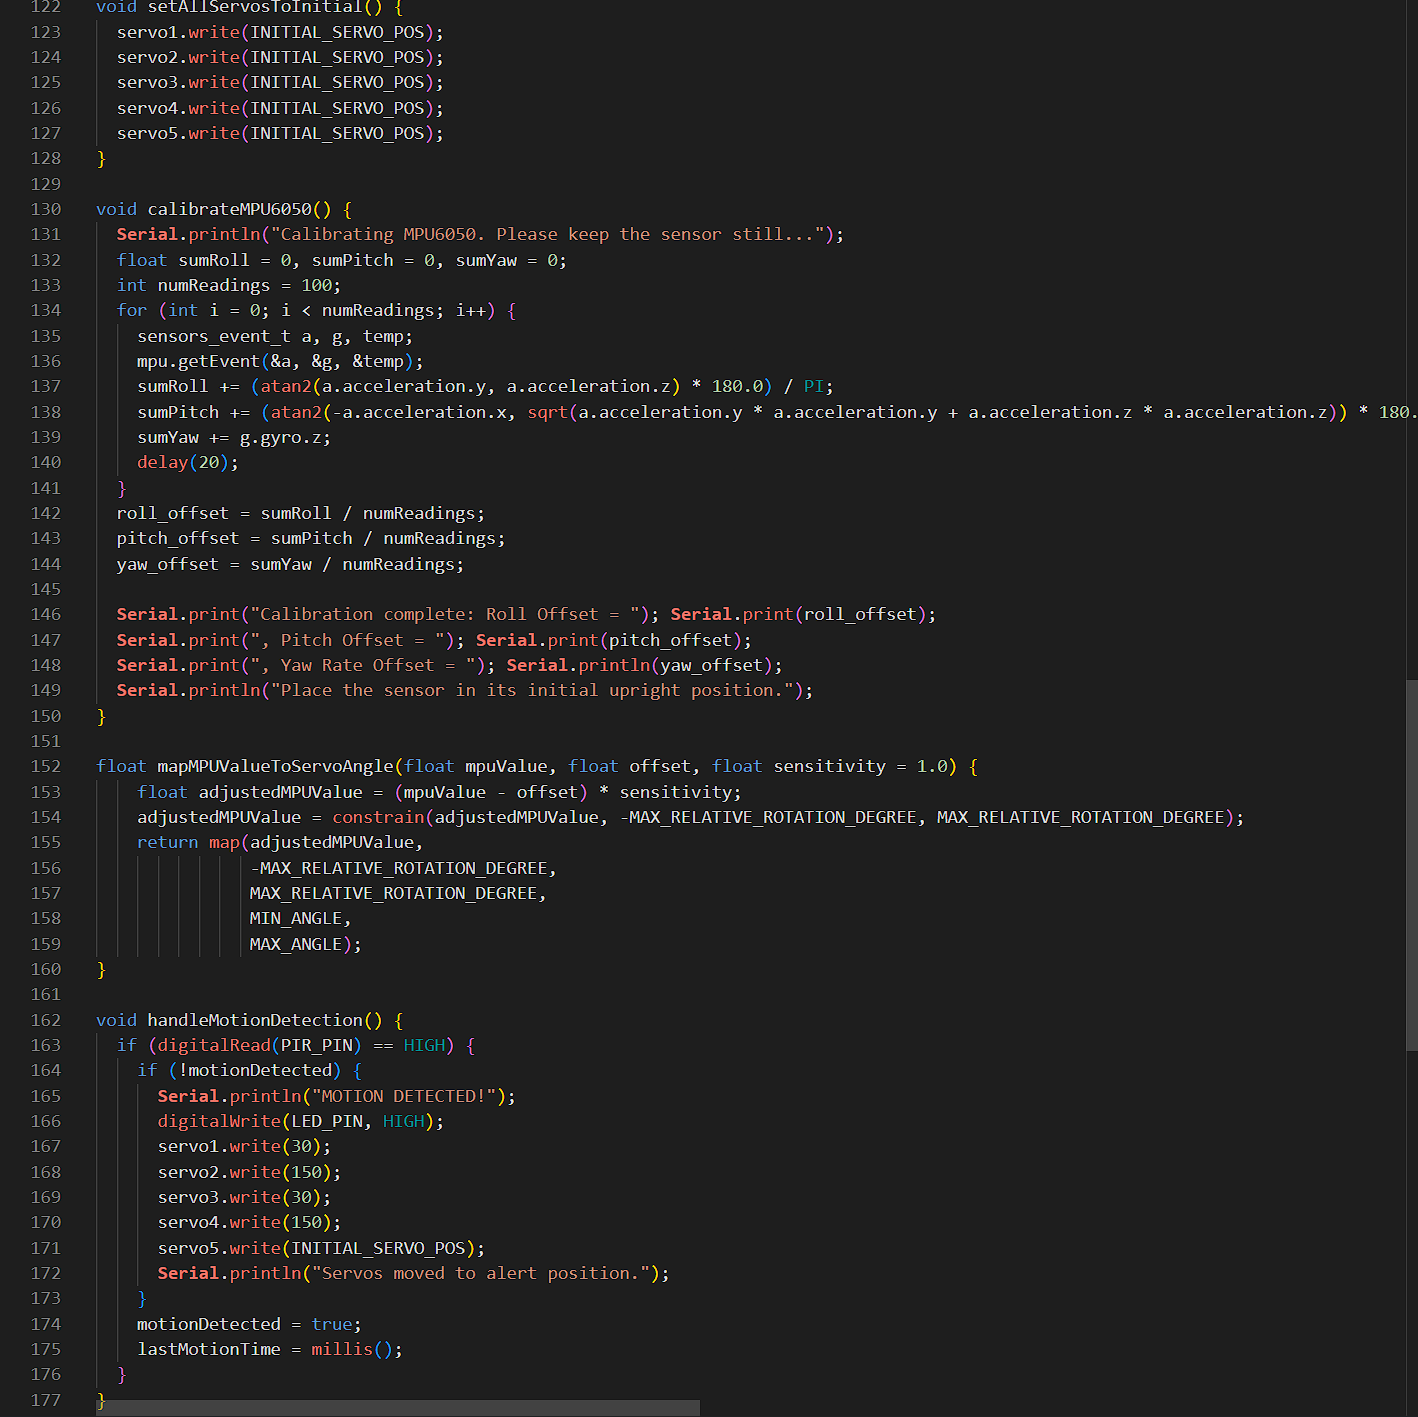 122 void setAllServosToInitial() {
123 servo1.write(INITIAL_SERVO_POS);
124 servo2.write(INITIAL_SERVO_POS);
125 servo3.write(INITIAL_SERVO_POS);
126 servo4.write(INITIAL_SERVO_POS);
127 servo5.write(INITIAL_SERVO_POS);
128 }
129
130 void calibrateMPU6050() {
131 Serial.println("Calibrating MPU6050. Please keep the sensor still...");
132 float sumRoll = 0, sumPitch = 0, sumYaw = 0;
133 int numReadings = 100;
134 for (int i = 0; i < numReadings; i++) {
135 sensors_event_t a, g, temp;
136 mpu.getEvent(&a, &g, &temp);
137 sumRoll += (atan2(a.acceleration.y, a.acceleration.z) * 180.0) / PI;
138 sumPitch += (atan2(-a.acceleration.x, sqrt(a.acceleration.y * a.acceleration.y + a.acceleration.z * a.acceleration.z)) * 180.
139 sumYaw += g.gyro.z;
140 delay(20);
141 }
142 roll_offset = sumRoll / numReadings;
143 pitch_offset = sumPitch / numReadings;
144 yaw_offset = sumYaw / numReadings;
145
146 Serial.print("Calibration complete: Roll Offset = "); Serial.print(roll_offset);
147 Serial.print(", Pitch Offset = "); Serial.print(pitch_offset);
148 Serial.print(", Yaw Rate Offset = "); Serial.println(yaw_offset);
149 Serial.println("Place the sensor in its initial upright position.");
150 }
151
152 float mapMPUValueToServoAngle(float mpuValue, float offset, float sensitivity = 1.0) {
153 float adjustedMPUValue = (mpuValue - offset) * sensitivity;
154 adjustedMPUValue = constrain(adjustedMPUValue, -MAX_RELATIVE_ROTATION_DEGREE, MAX_RELATIVE_ROTATION_DEGREE);
155 return map(adjustedMPUValue,
156 -MAX_RELATIVE_ROTATION_DEGREE,
157 MAX_RELATIVE_ROTATION_DEGREE,
158 MIN_ANGLE,
159 MAX_ANGLE);
160 }
161
162 void handleMotionDetection() {
163 if (digitalRead(PIR_PIN) == HIGH) {
164 if (!motionDetected) {
165 Serial.println("MOTION DETECTED!");
166 digitalWrite(LED_PIN, HIGH);
167 servo1.write(30);
168 servo2.write(150);
169 servo3.write(30);
170 servo4.write(150);
171 servo5.write(INITIAL_SERVO_POS);
172 Serial.println("Servos moved to alert position.");
173 }
174 motionDetected = true;
175 lastMotionTime = millis();
176 }
177 }